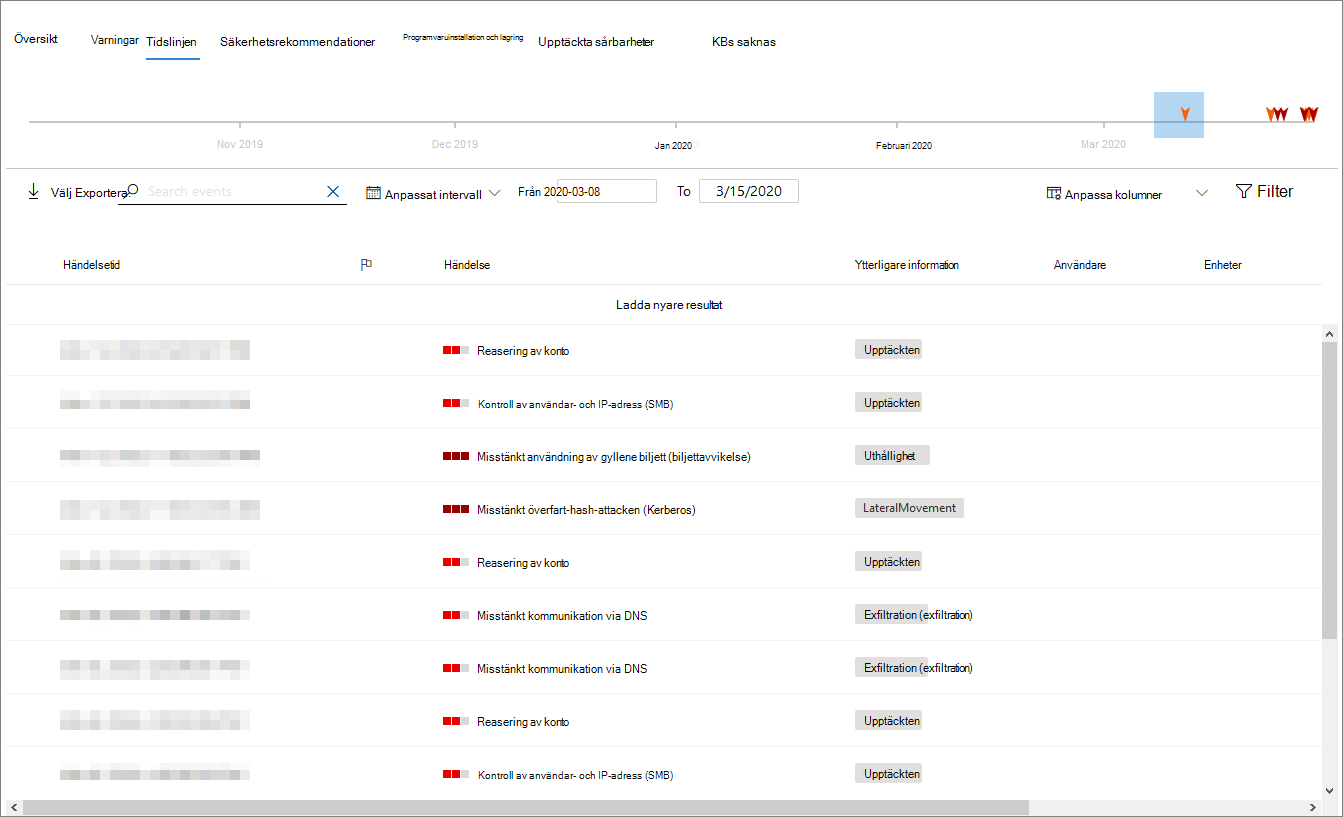 Översikt Varningar Tidslinjen Säkerhetsrekommendationer Programvaruinstallation och lagring Upptäckta sårbarheter KBs saknas
Nov 2019 Dec 2019 Jan 2020 Februari 2020 Mar 2020
Välj Exportera. Search events Anpassat intervall Från 2020-03-08 To 3/15/2020 Anpassa kolumner Filter
Händelsetid Händelse Ytterligare information Användare Enheter
Ladda nyare resultat
Reasering av konto Upptäckten
Kontroll av användar- och IP-adress (SMB) Upptäckten
Misstänkt användning av gyllene biljett (biljettavvikelse) Uthållighet
Misstänkt överfart-hash-attacken (Kerberos) LateralMovement
Reasering av konto Upptäckten
Misstänkt kommunikation via DNS Exfiltration (exfiltration)
Misstänkt kommunikation via DNS Exfiltration (exfiltration)
Reasering av konto Upptäckten
Kontroll av användar- och IP-adress (SMB) Upptäckten